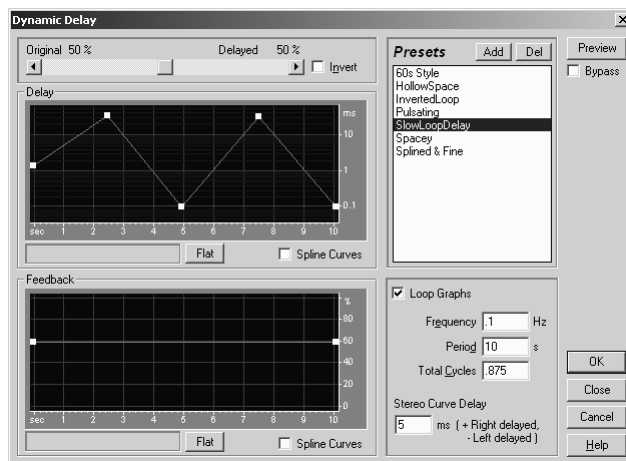 Dynamic Delay
Original 50 %
Delayed 50 %
Invert
Delay
ms
10
1
0.1
sec 1 2 3 4 5 6 7 8 9 10
Flat
Spline Curves
Feedback
%
80
60
40
20
0
sec 1 2 3 4 5 6 7 8 9 10
Flat
Spline Curves
Presets
Add
Del
60s Style
HollowSpace
InvertedLoop
Pulsating
SlowLoopDelay
Spacey
Splined & Fine
Loop Graphs
Frequency .1 Hz
Period 10 s
Total Cycles .875
Stereo Curve Delay
5 ms ( + Right delayed,
- Left delayed )
Preview
Bypass
OK
Close
Cancel
Help